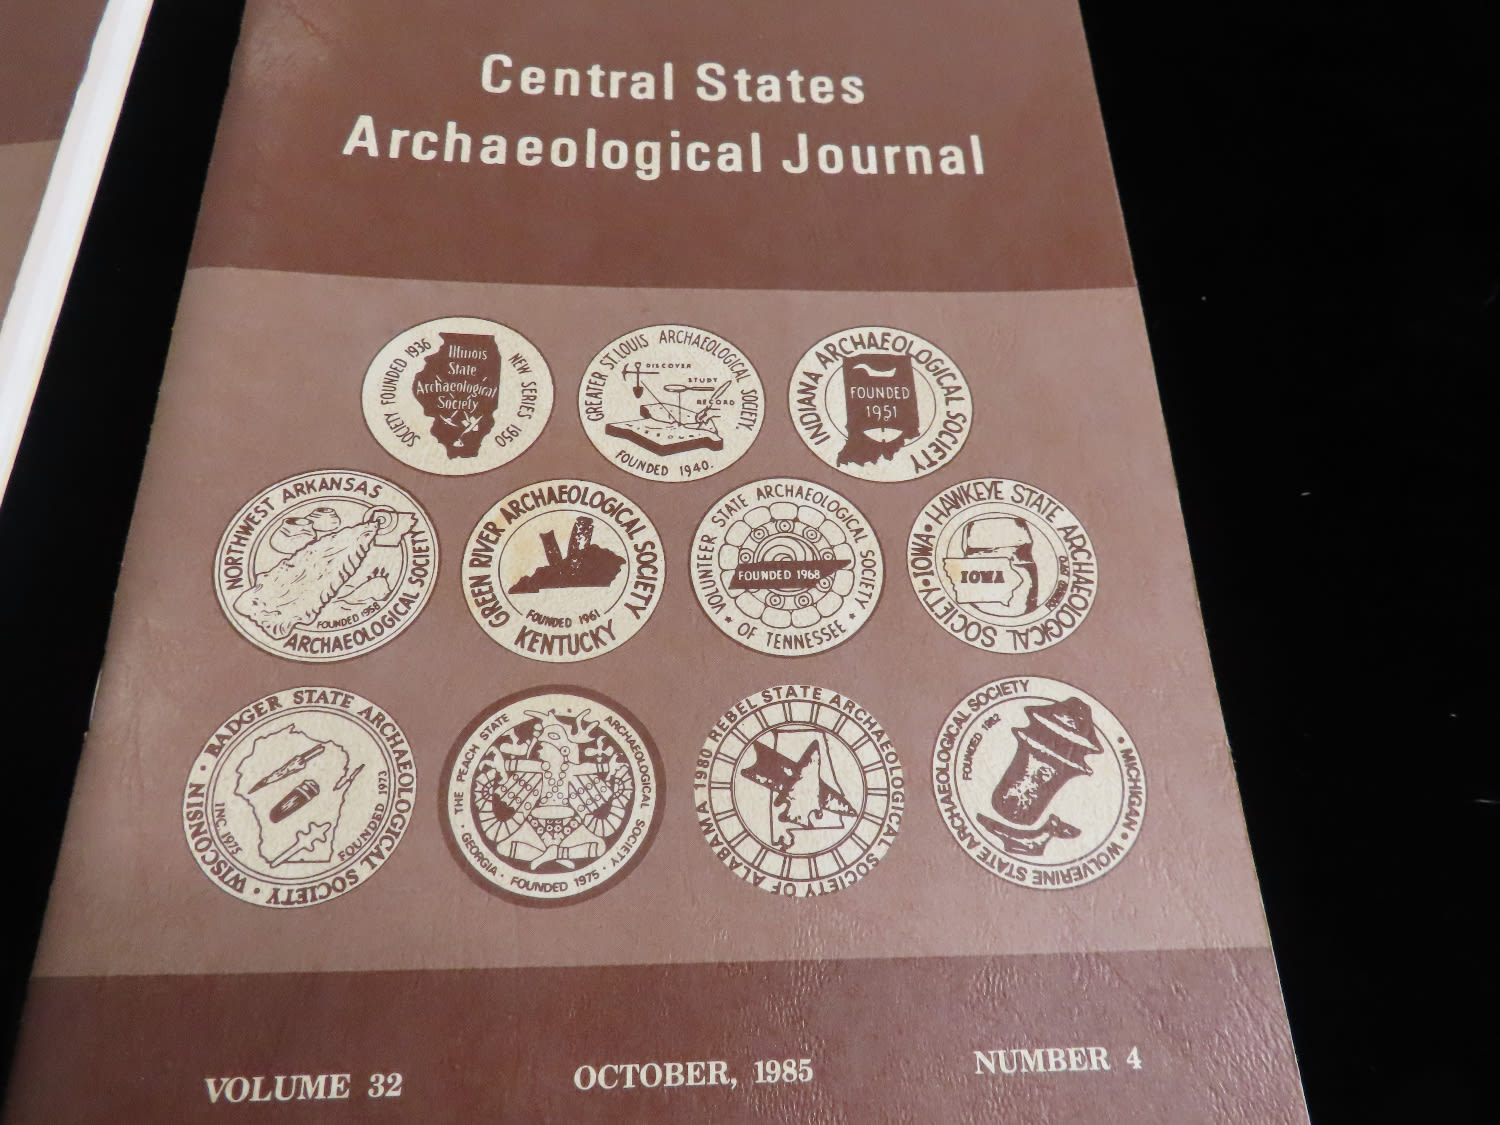 Central States
Archaeological Journal
SOCIETY FOUNDED 1936
NEW SERIES 1950
Illinois
State
Archaeological
Society
GREATER ST. LOUIS ARCHAEOLOGICAL SOCIETY.
DISCOVER
STUDY
RECORD
FOUNDED 1940.
INDIANA ARCHAEOLOGICAL SOCIETY
FOUNDED
1951
NORTHWEST ARKANSAS
ARCHAEOLOGICAL SOCIETY
FOUNDED 1958
GREEN RIVER ARCHAEOLOGICAL SOCIETY
FOUNDED 1961
KENTUCKY
VOLUNTEER STATE ARCHAEOLOGICAL SOCIETY
FOUNDED 1968
* OF TENNESSEE *
• IOWA • HAWKEYE STATE ARCHAEOLOGICAL SOCIETY
IOWA
FOUNDED 1970
• BADGER STATE ARCHAEOLOGICAL SOCIETY • WISCONSIN
INC. 1975
FOUNDED 1973
THE PEACH STATE ARCHAEOLOGICAL SOCIETY
• GEORGIA • FOUNDED 1975 •
1980 REBEL STATE ARCHAEOLOGICAL SOCIETY OF ALABAMA
WOLVERINE STATE ARCHAEOLOGICAL SOCIETY
• MICHIGAN •
FOUNDED 1982
VOLUME 32
OCTOBER, 1985
NUMBER 4